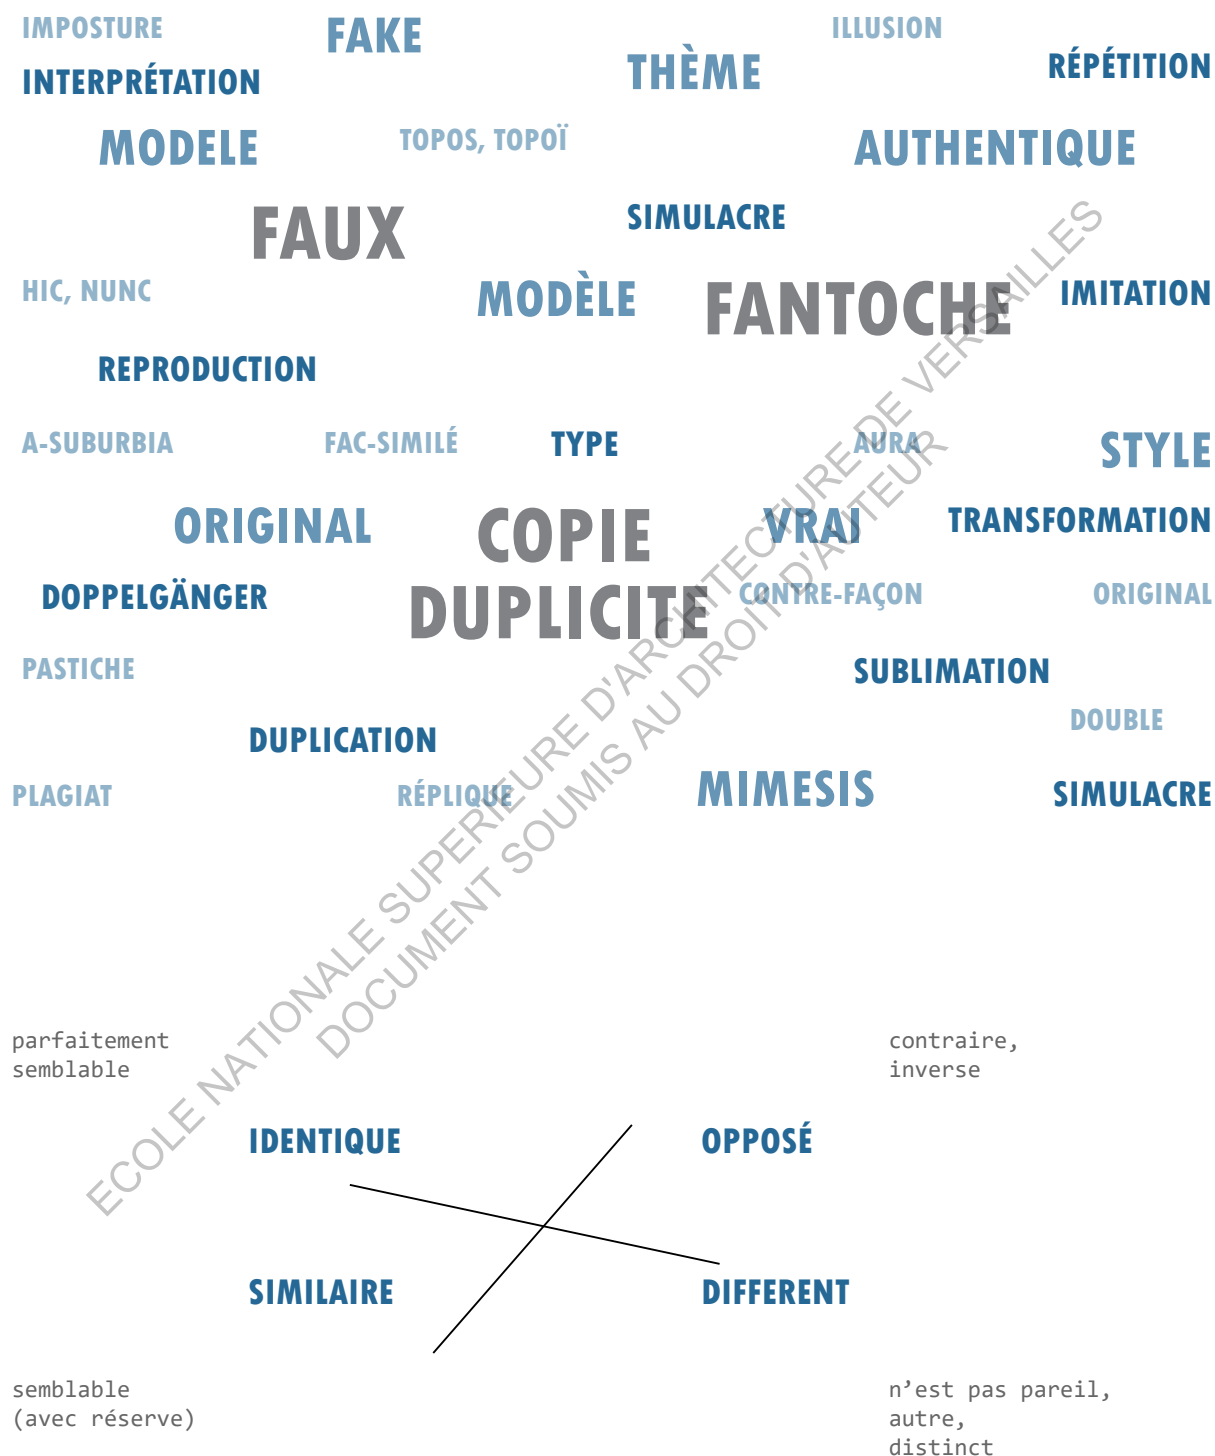 IMPOSTURE FAKE ILLUSION
INTERPRÉTATION THÈME RÉPÉTITION
MODELE TOPOS, TOPOÏ AUTHENTIQUE
FAUX SIMULACRE
HIC, NUNC MODÈLE FANTOCHE IMITATION
REPRODUCTION
A-SUBURBIA FAC-SIMILÉ TYPE AURA STYLE
ORIGINAL COPIE VRAI TRANSFORMATION
DOPPELGÄNGER DUPLICITE CONTRE-FAÇON ORIGINAL
PASTICHE SUBLIMATION
DUPLICATION DOUBLE
PLAGIAT RÉPLIQUE MIMESIS SIMULACRE
ECOLE NATIONALE SUPERIEURE D'ARCHITECTURE DE VERSAILLES
DOCUMENT SOUMIS AU DROIT D'AUTEUR
parfaitement
semblable
contraire,
inverse
IDENTIQUE OPPOSÉ
SIMILAIRE DIFFERENT
semblable
(avec réserve)
n’est pas pareil,
autre,
distinct